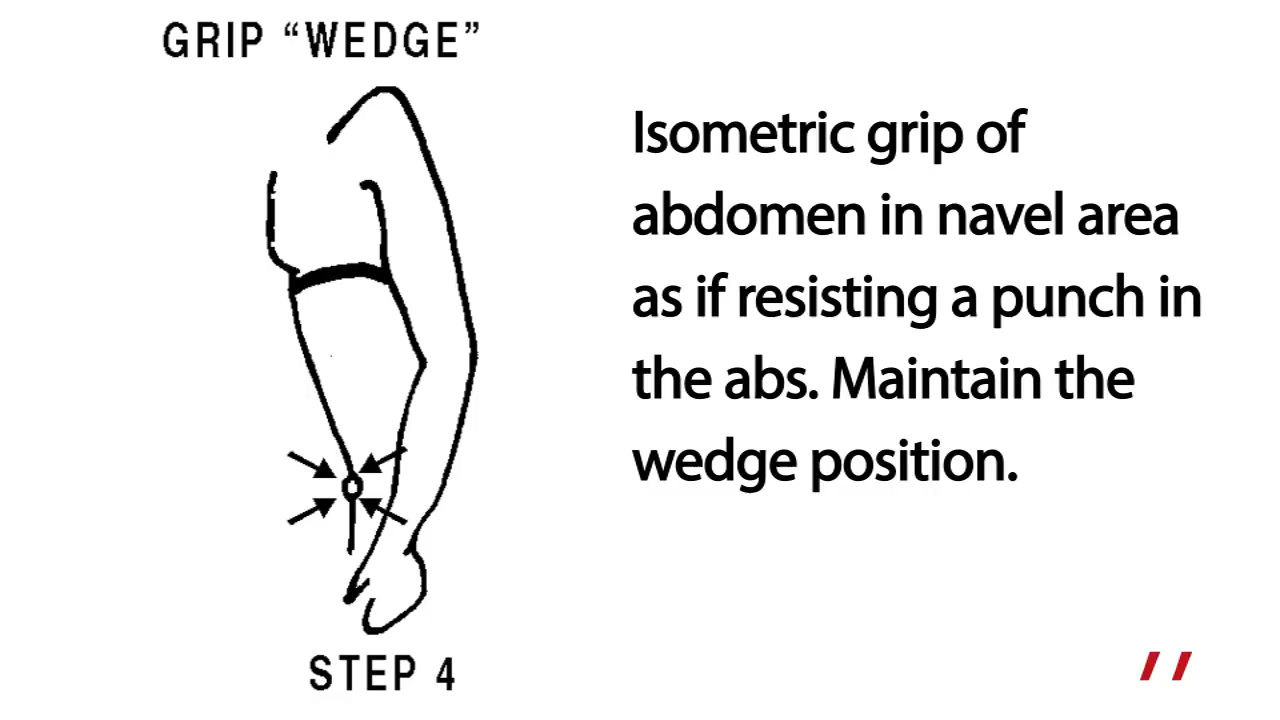 GRIP “WEDGE”
Isometric grip of
abdomen in navel area
as if resisting a punch in
the abs. Maintain the
wedge position.
STEP 4